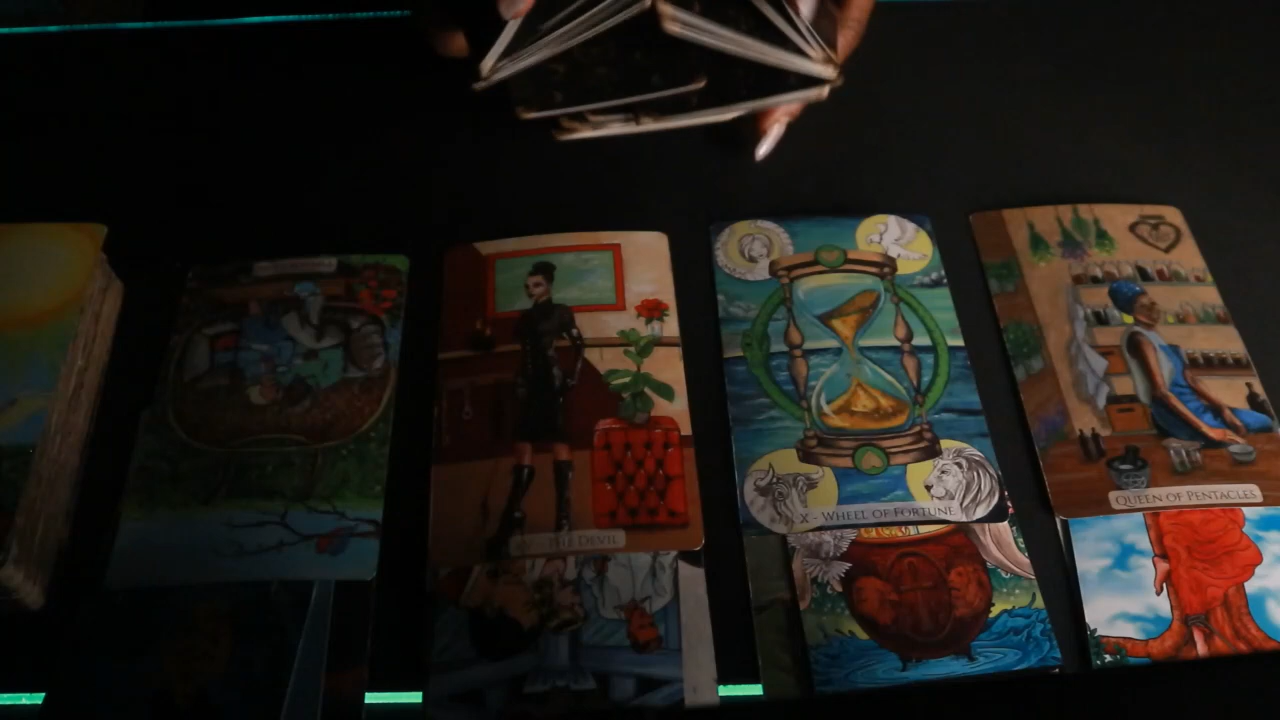 THE DEVIL
X - WHEEL OF FORTUNE
QUEEN OF PENTACLES